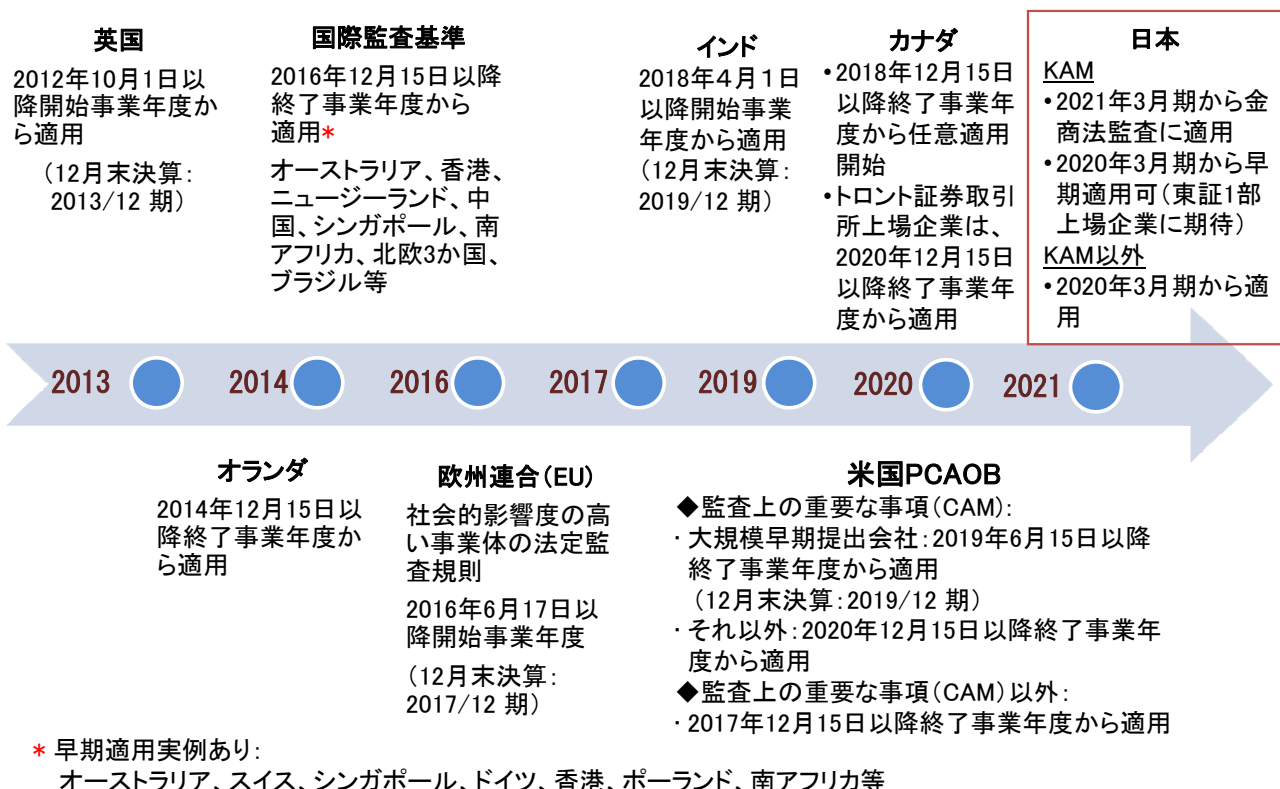 英国
2012年10月1日以
降開始事業年度か
ら適用
(12月末決算:
2013/12 期)
国際監査基準
2016年12月15日以降
終了事業年度から
適用*
オーストラリア、香港、
ニュージーランド、中
国、シンガポール、南
アフリカ、北欧3か国、
ブラジル等
インド
2018年4月1日
以降開始事業
年度から適用
(12月末決算:
2019/12 期)
カナダ
•2018年12月15日
以降終了事業年
度から任意適用
開始
•トロント証券取引
所上場企業は、
2020年12月15日
以降終了事業年
度から適用
日本
KAM
•2021年3月期から金
商法監査に適用
•2020年3月期から早
期適用可(東証1部
上場企業に期待)
KAM以外
•2020年3月期から適
用
2013 2014 2016 2017 2019 2020 2021
オランダ
2014年12月15日以
降終了事業年度か
ら適用
欧州連合(EU)
社会的影響度の高
い事業体の法定監
査規則
2016年6月17日以
降開始事業年度
(12月末決算:
2017/12 期)
米国PCAOB
◆監査上の重要な事項(CAM):
・大規模早期提出会社:2019年6月15日以降
終了事業年度から適用
(12月末決算:2019/12 期)
・それ以外:2020年12月15日以降終了事業年
度から適用
◆監査上の重要な事項(CAM)以外:
・2017年12月15日以降終了事業年度から適用
* 早期適用実例あり:
オーストラリア、スイス、シンガポール、ドイツ、香港、ポーランド、南アフリカ等